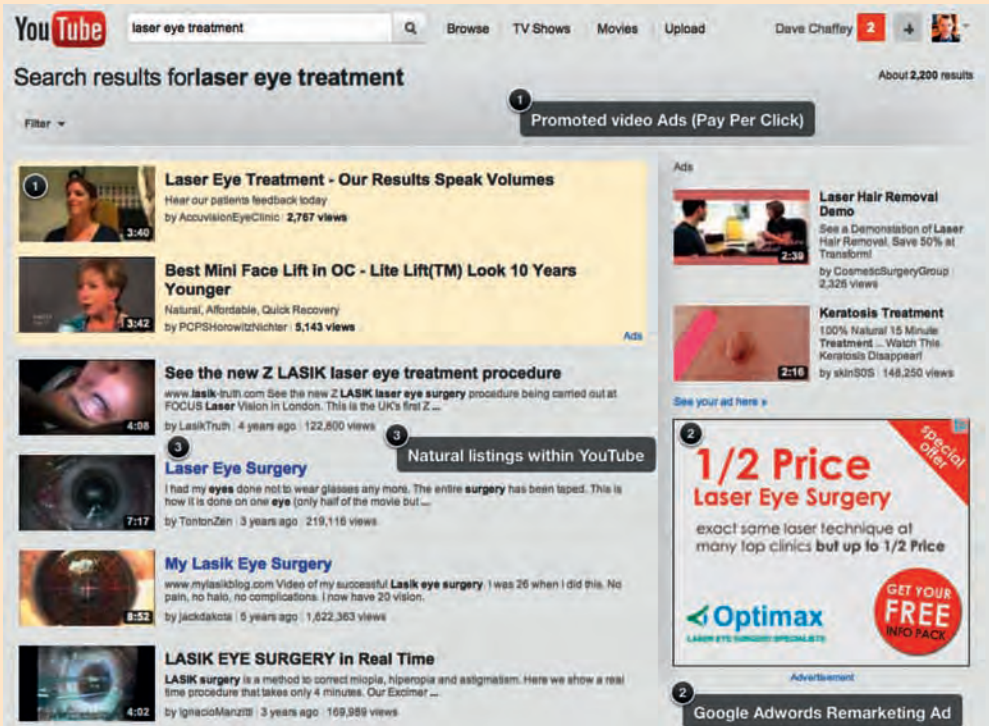 YouTube
laser eye treatment
Browse TV Shows Movies Upload
Dave Chaffey 2 +
Search results forlaser eye treatment
About 2,200 results
1
Promoted video Ads (Pay Per Click)
Filter
1
3:40
Laser Eye Treatment - Our Results Speak Volumes
Hear our patients feedback today
by AccuvisionEyeClinic 2,767 views
3:42
Best Mini Face Lift in OC - Lite Lift(TM) Look 10 Years
Younger
Natural, Affordable, Quick Recovery
by PCPSHorowitzNichter 5,143 views
Ads
4:08
See the new Z LASIK laser eye treatment procedure
www.lasik-truth.com See the new Z LASIK laser eye surgery procedure being carried out at
FOCUS Laser Vision in London. This is the UK's first Z ...
by LasikTruth 4 years ago 122,600 views
3
Natural listings within YouTube
3
7:17
Laser Eye Surgery
I had my eyes done not to wear glasses any more. The entire surgery has been taped. This is
how it is done on one eye (only half of the movie but ...
by TontonZen 3 years ago 219,116 views
8:52
My Lasik Eye Surgery
www.mylasikblog.com Video of my successful Lasik eye surgery. I was 26 when I did this. No
pain, no halo, no complications. I now have 20 vision.
by jackdakota 5 years ago 1,622,363 views
4:02
LASIK EYE SURGERY in Real Time
LASIK surgery is a method to correct miopia, hiperopia and astigmatism. Here we show a real
time procedure that takes only 4 minutes. Our Excimer ...
by IgnacioManzitti 3 years ago 169,989 views
Ads
2:39
Laser Hair Removal
Demo
See a Demonstation of Laser
Hair Removal. Save 50% at
Transform!
by CosmeticSurgeryGroup
2,326 views
2:16
Keratosis Treatment
100% Natural 15 Minute
Treatment ... Watch This
Keratosis Disappear!
by skinSOS 148,250 views
See your ad here »
2
special
offer
1/2 Price
Laser Eye Surgery
exact same laser technique at
many top clinics but up to 1/2 Price
Optimax
LASER EYE SURGERY SPECIALISTS
GET YOUR
FREE
INFO PACK
Advertisement
2
Google Adwords Remarketing Ad